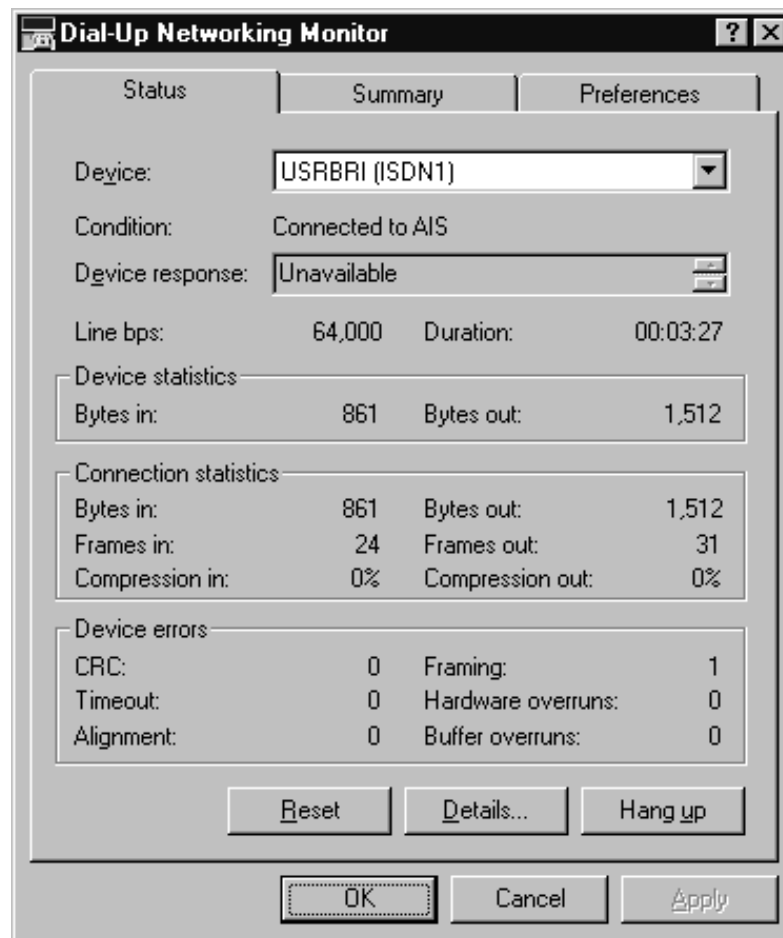 Dial-Up Networking Monitor
Status Summary Preferences
Device: USRBRI (ISDN1)
Condition: Connected to AIS
Device response: Unavailable
Line bps: 64,000 Duration: 00:03:27
Device statistics
Bytes in: 861 Bytes out: 1,512
Connection statistics
Bytes in: 861 Bytes out: 1,512
Frames in: 24 Frames out: 31
Compression in: 0% Compression out: 0%
Device errors
CRC: 0 Framing: 1
Timeout: 0 Hardware overruns: 0
Alignment: 0 Buffer overruns: 0
Reset Details... Hang up
OK Cancel Apply